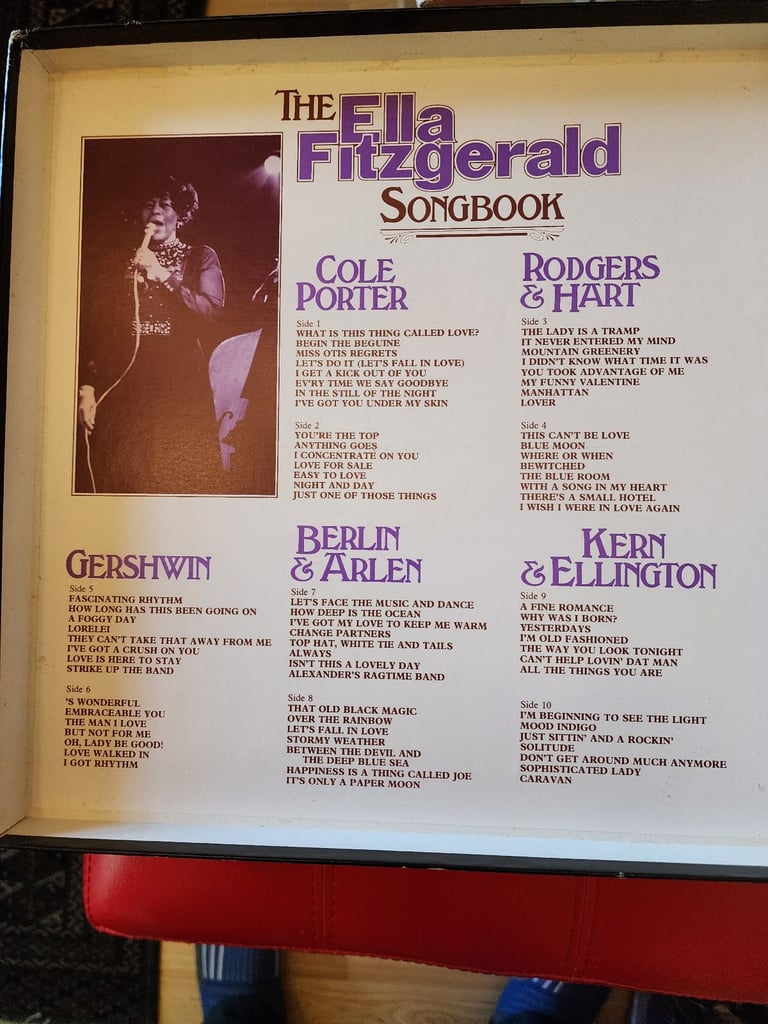 THE Ella
Fitzgerald
SONGBOOK
COLE
PORTER
Side 1
WHAT IS THIS THING CALLED LOVE?
BEGIN THE BEGUINE
MISS OTIS REGRETS
LET'S DO IT (LET'S FALL IN LOVE)
I GET A KICK OUT OF YOU
EV'RY TIME WE SAY GOODBYE
IN THE STILL OF THE NIGHT
I'VE GOT YOU UNDER MY SKIN
Side 2
YOU'RE THE TOP
ANYTHING GOES
I CONCENTRATE ON YOU
LOVE FOR SALE
EASY TO LOVE
NIGHT AND DAY
JUST ONE OF THOSE THINGS
RODGERS
& HART
Side 3
THE LADY IS A TRAMP
IT NEVER ENTERED MY MIND
MOUNTAIN GREENERY
I DIDN'T KNOW WHAT TIME IT WAS
YOU TOOK ADVANTAGE OF ME
MY FUNNY VALENTINE
MANHATTAN
LOVER
Side 4
THIS CAN'T BE LOVE
BLUE MOON
WHERE OR WHEN
BEWITCHED
THE BLUE ROOM
WITH A SONG IN MY HEART
THERE'S A SMALL HOTEL
I WISH I WERE IN LOVE AGAIN
GERSHWIN
Side 5
FASCINATING RHYTHM
HOW LONG HAS THIS BEEN GOING ON
A FOGGY DAY
LORELEI
THEY CAN'T TAKE THAT AWAY FROM ME
I'VE GOT A CRUSH ON YOU
LOVE IS HERE TO STAY
STRIKE UP THE BAND
Side 6
'S WONDERFUL
EMBRACEABLE YOU
THE MAN I LOVE
BUT NOT FOR ME
OH, LADY BE GOOD!
LOVE WALKED IN
I GOT RHYTHM
BERLIN
& ARLEN
Side 7
LET'S FACE THE MUSIC AND DANCE
HOW DEEP IS THE OCEAN
I'VE GOT MY LOVE TO KEEP ME WARM
CHANGE PARTNERS
TOP HAT, WHITE TIE AND TAILS
ALWAYS
ISN'T THIS A LOVELY DAY
ALEXANDER'S RAGTIME BAND
Side 8
THAT OLD BLACK MAGIC
OVER THE RAINBOW
LET'S FALL IN LOVE
STORMY WEATHER
BETWEEN THE DEVIL AND
THE DEEP BLUE SEA
HAPPINESS IS A THING CALLED JOE
IT'S ONLY A PAPER MOON
KERN
& ELLINGTON
Side 9
A FINE ROMANCE
WHY WAS I BORN?
YESTERDAYS
I'M OLD FASHIONED
THE WAY YOU LOOK TONIGHT
CAN'T HELP LOVIN' DAT MAN
ALL THE THINGS YOU ARE
Side 10
I'M BEGINNING TO SEE THE LIGHT
MOOD INDIGO
JUST SITTIN' AND A ROCKIN'
SOLITUDE
DON'T GET AROUND MUCH ANYMORE
SOPHISTICATED LADY
CARAVAN